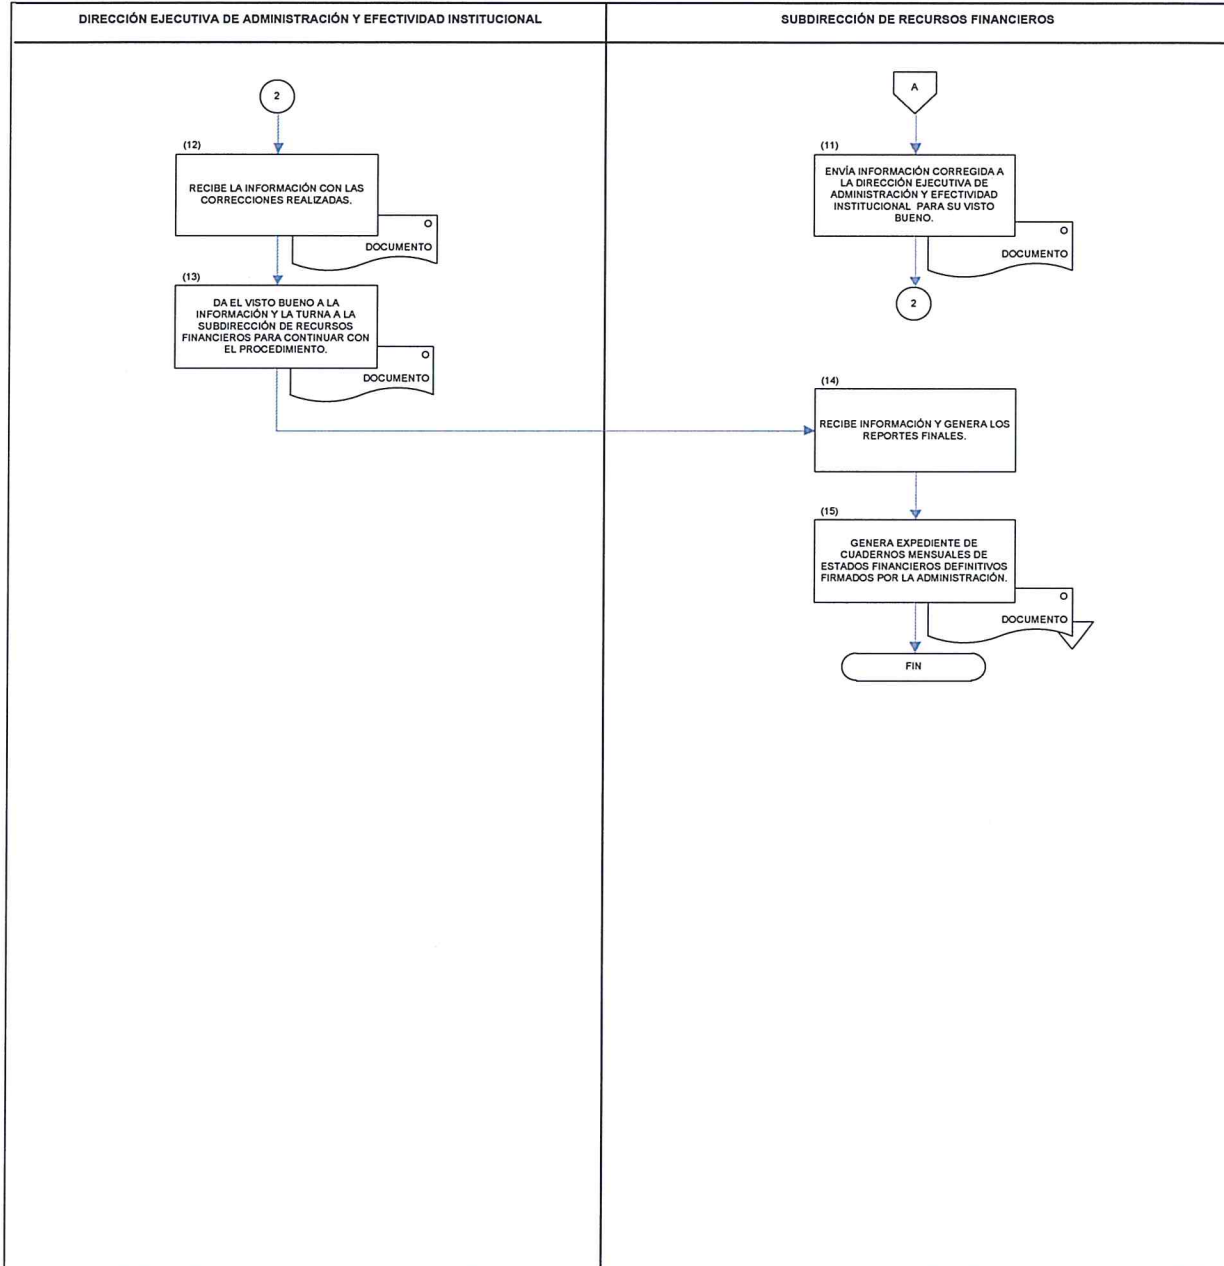 DIRECCIÓN EJECUTIVA DE ADMINISTRACIÓN Y EFECTIVIDAD INSTITUCIONAL
SUBDIRECCIÓN DE RECURSOS FINANCIEROS
2
(12)
RECIBE LA INFORMACIÓN CON LAS
CORRECCIONES REALIZADAS.
O
DOCUMENTO
(13)
DA EL VISTO BUENO A LA
INFORMACIÓN Y LA TURNA A LA
SUBDIRECCIÓN DE RECURSOS
FINANCIEROS PARA CONTINUAR CON
EL PROCEDIMIENTO.
O
DOCUMENTO
A
(11)
ENVÍA INFORMACIÓN CORREGIDA A
LA DIRECCIÓN EJECUTIVA DE
ADMINISTRACIÓN Y EFECTIVIDAD
INSTITUCIONAL PARA SU VISTO
BUENO.
O
DOCUMENTO
2
(14)
RECIBE INFORMACIÓN Y GENERA LOS
REPORTES FINALES.
(15)
GENERA EXPEDIENTE DE
CUADERNOS MENSUALES DE
ESTADOS FINANCIEROS DEFINITIVOS
FIRMADOS POR LA ADMINISTRACIÓN.
O
DOCUMENTO
FIN